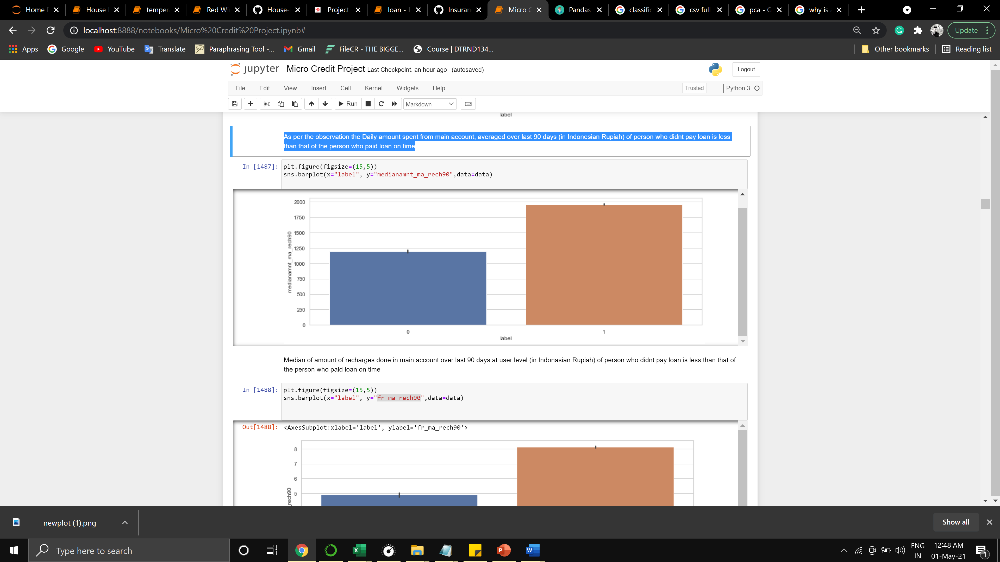 Home
House
temper
Red Wi
House-
Project
loan - J
Insuran
Micro C
Pandas
classific
csv full
pca - G
why is
localhost:8888/notebooks/Micro%20Credit%20Project.ipynb#
Update
Apps
Google
YouTube
Translate
Paraphrasing Tool -...
Gmail
FileCR - THE BIGGE...
Course | DTRND134...
Other bookmarks
Reading list
jupyter Micro Credit Project Last Checkpoint: an hour ago (autosaved)
Logout
File Edit View Insert Cell Kernel Widgets Help
Trusted
Python 3
Run
Markdown
label
As per the observation the Daily amount spent from main account, averaged over last 90 days (in Indonesian Rupiah) of person who didnt pay loan is less
than that of the person who paid loan on time
In [1487]: plt.figure(figsize=(15,5))
sns.barplot(x="label", y="medianamnt_ma_rech90",data=data)
2000
1750
1500
1250
1000
750
500
250
0
medianamnt_ma_rech90
0 1
label
Median of amount of recharges done in main account over last 90 days at user level (in Indonasian Rupiah) of person who didnt pay loan is less than that of
the person who paid loan on time
In [1488]: plt.figure(figsize=(15,5))
sns.barplot(x="label", y="fr_ma_rech90",data=data)
Out[1488]: <AxesSubplot:xlabel='label', ylabel='fr_ma_rech90'>
8
7
6
5
_rech90
newplot (1).png
Show all
Type here to search
ENG
IN
12:48 AM
01-May-21
1